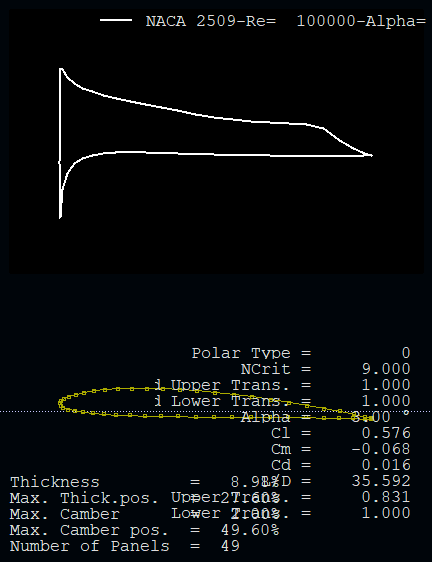 NACA 2509-Re= 100000-Alpha=
Polar Type = 0
NCrit = 9.000
Upper Trans. = 1.000
Lower Trans. = 1.000
Alpha = °
Cl = 0.576
Cm = -0.068
Cd = 0.016
L/D = 35.592
Upper Trans. = 0.831
Lower Trans. = 1.000
Thickness = 8.98%
Max. Thick.pos. = 27.60%
Max. Camber = 2.00%
Max. Camber pos. = 49.60%
Number of Panels = 49